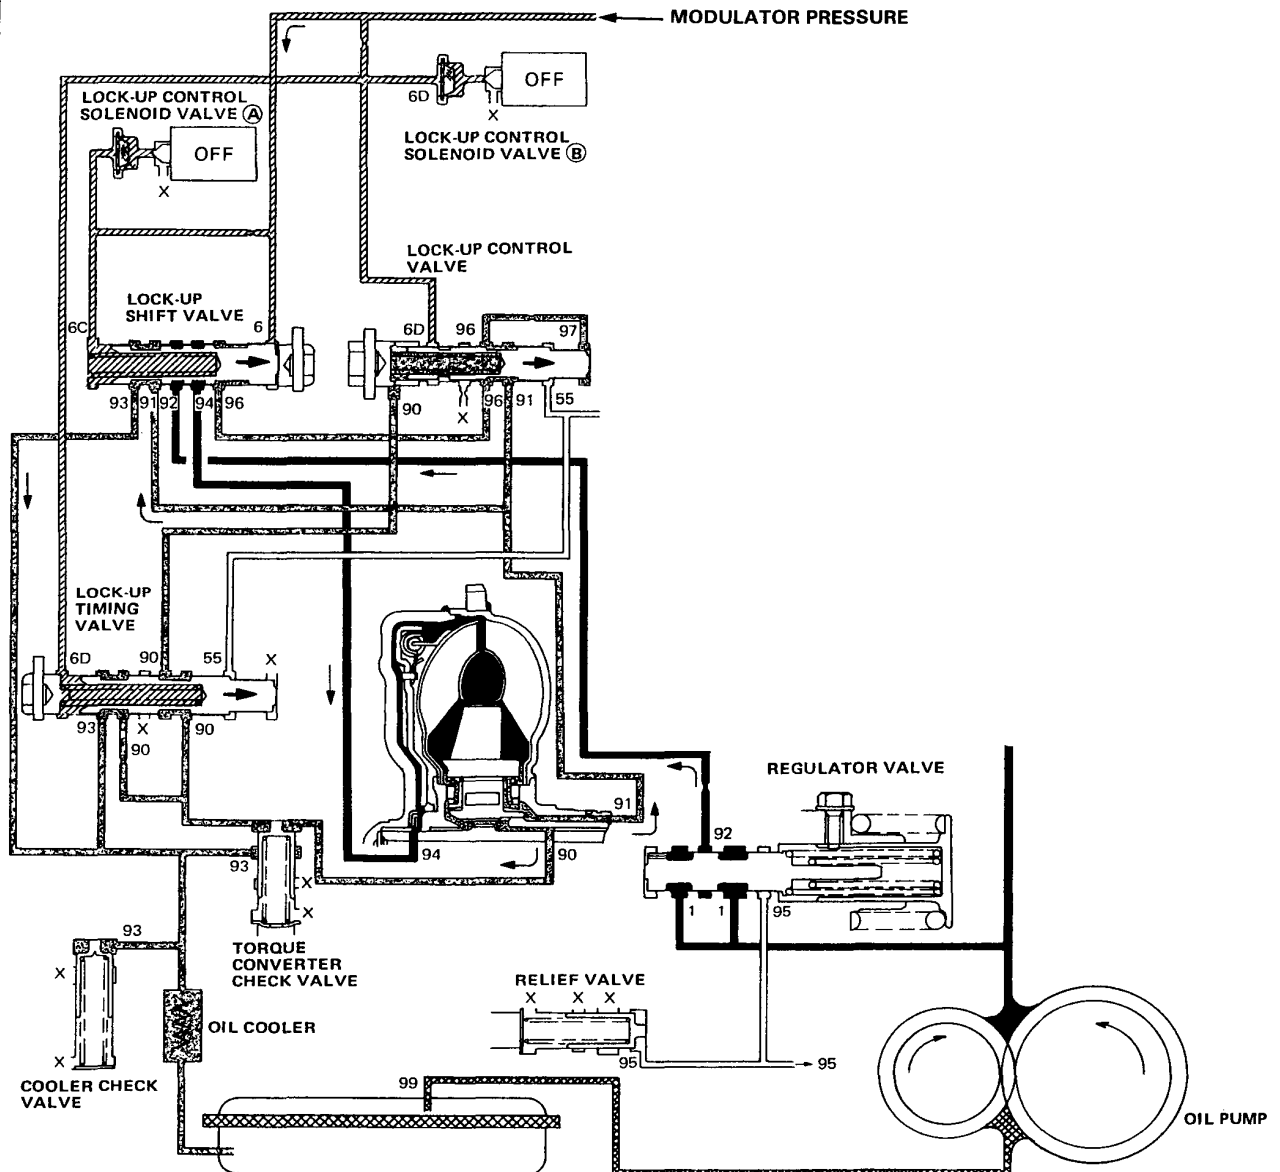 MODULATOR PRESSURE
OFF
6D
X
LOCK-UP CONTROL
SOLENOID VALVE Ⓑ
LOCK-UP CONTROL
SOLENOID VALVE Ⓐ
OFF
X
LOCK-UP CONTROL
VALVE
LOCK-UP
SHIFT VALVE
6C
6
6D
96
97
93
91
92
94
96
90
X
96
91
55
LOCK-UP
TIMING
VALVE
6D
90
55
X
93
X
90
90
REGULATOR VALVE
91
92
94
90
93
X
X
1
1
95
TORQUE
CONVERTER
CHECK VALVE
93
X
X
RELIEF VALVE
X X X
OIL COOLER
95
95
COOLER CHECK
VALVE
99
OIL PUMP